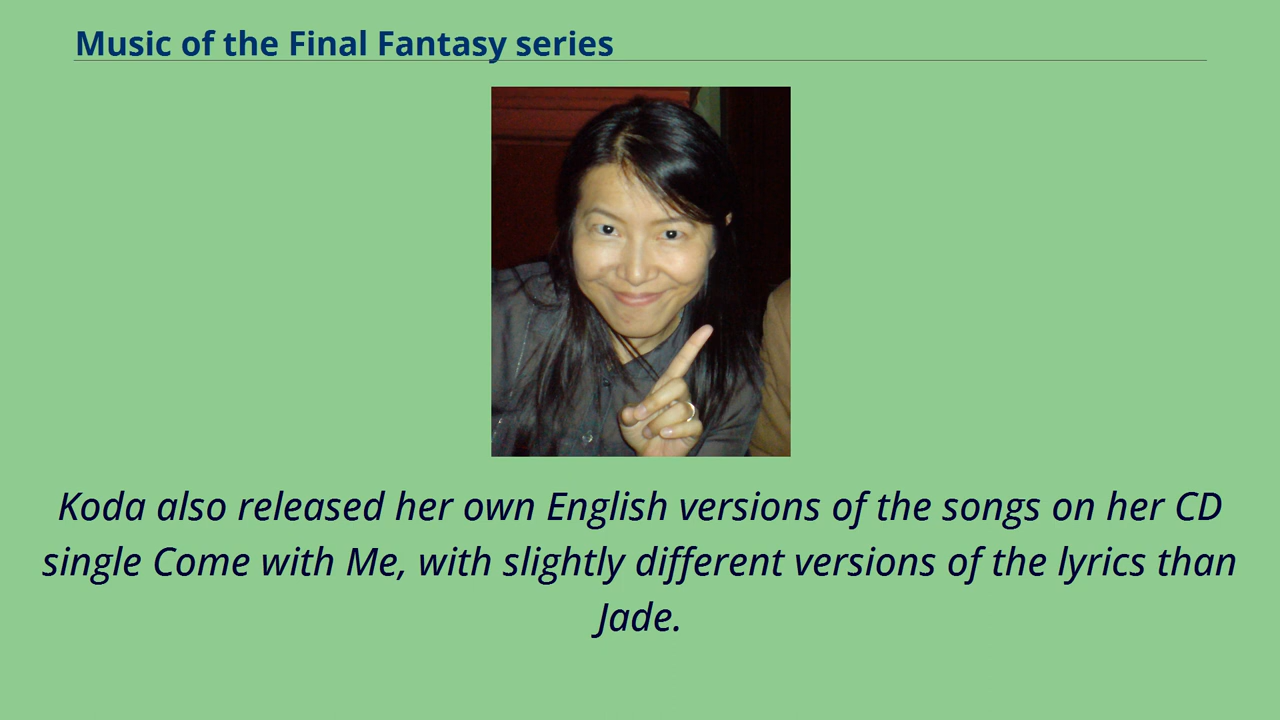 Music of the Final Fantasy series
Koda also released her own English versions of the songs on her CD
single Come with Me, with slightly different versions of the lyrics than
Jade.